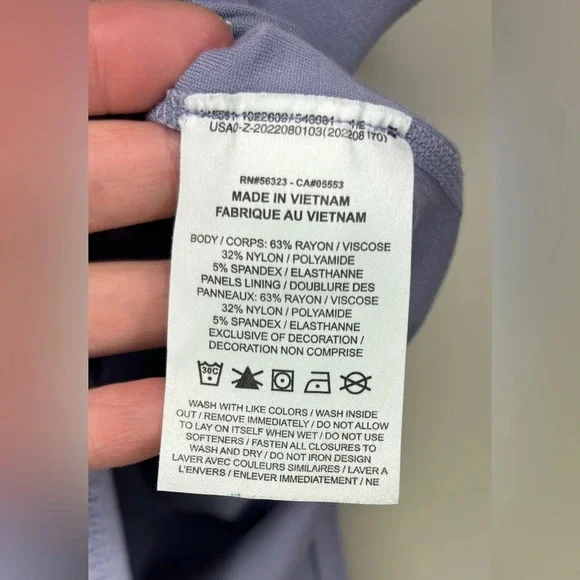 USA0-Z-2022080103(202208170)
RN#56323 - CA#05553
MADE IN VIETNAM
FABRIQUE AU VIETNAM
BODY / CORPS: 63% RAYON / VISCOSE
32% NYLON / POLYAMIDE
5% SPANDEX / ELASTHANNE
PANELS LINING / DOUBLURE DES
PANNEAUX: 63% RAYON / VISCOSE
32% NYLON / POLYAMIDE
5% SPANDEX / ELASTHANNE
EXCLUSIVE OF DECORATION /
DECORATION NON COMPRISE
30C
WASH WITH LIKE COLORS / WASH INSIDE
OUT / REMOVE IMMEDIATELY / DO NOT ALLOW
TO LAY ON ITSELF WHEN WET / DO NOT USE
SOFTENERS / FASTEN ALL CLOSURES TO
WASH AND DRY / DO NOT IRON DESIGN
LAVER AVEC COULEURS SIMILAIRES / LAVER A
L'ENVERS / ENLEVER IMMEDIATEMENT / NE